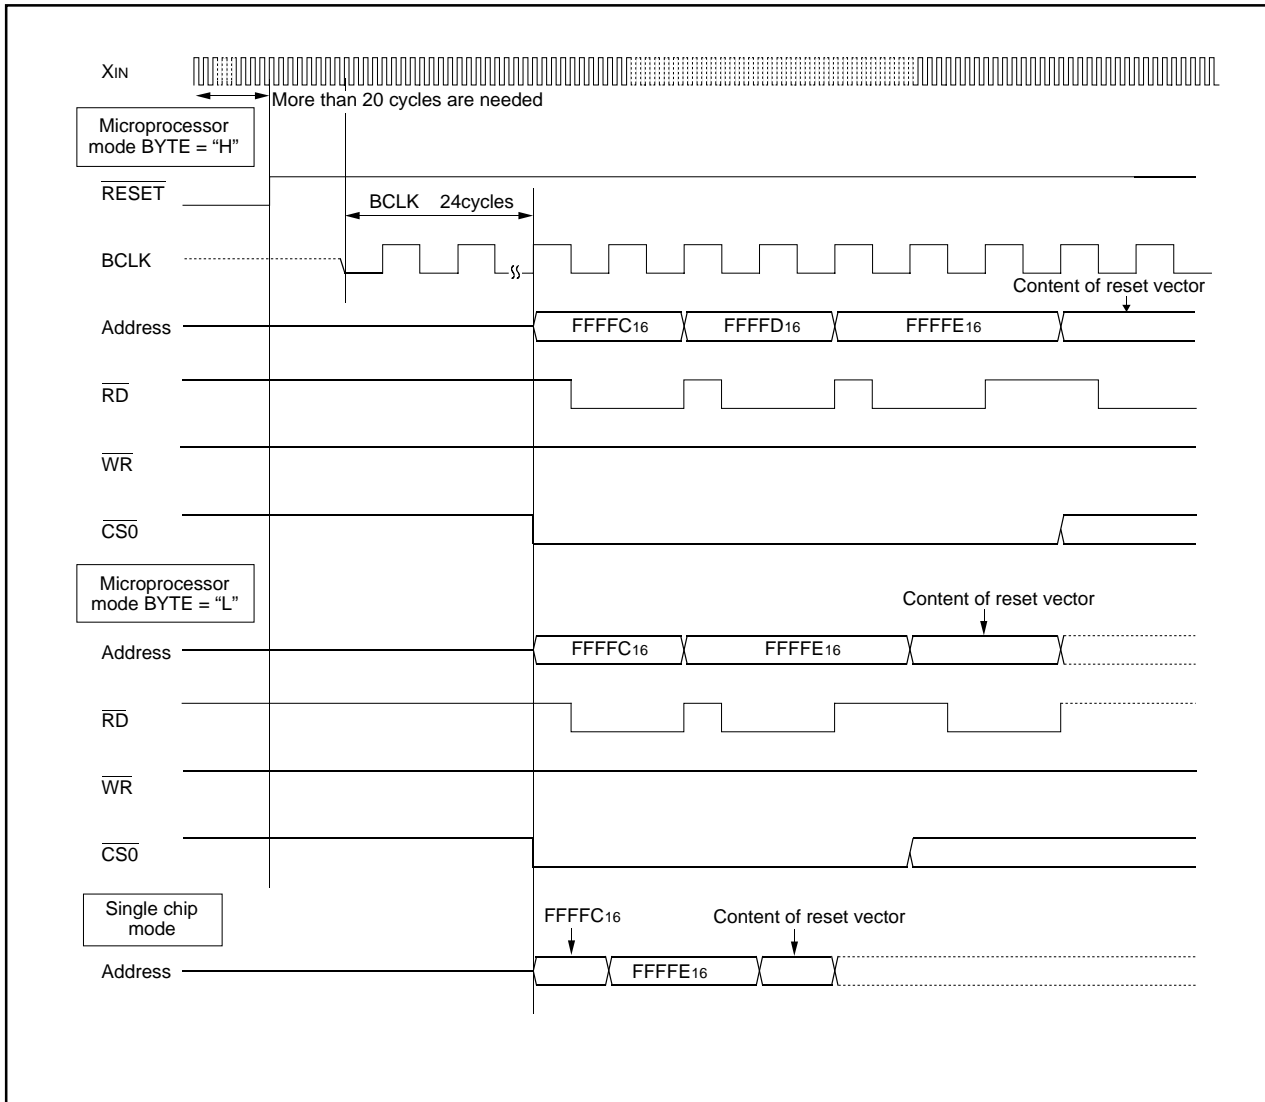 XIN
More than 20 cycles are needed
Microprocessor
mode BYTE = “H”
RESET
BCLK 24cycles
BCLK
Content of reset vector
Address FFFFC16 FFFFD16 FFFFE16
RD
WR
CS0
Microprocessor
mode BYTE = “L”
Content of reset vector
Address FFFFC16 FFFFE16
RD
WR
CS0
Single chip
mode
FFFFC16 Content of reset vector
Address FFFFE16